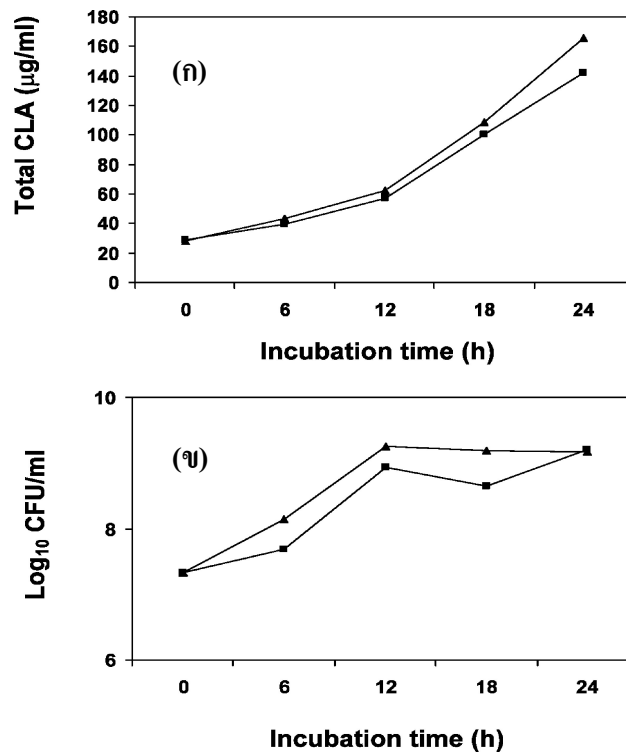 Total CLA (μg/ml)
180
160
140
120
100
80
60
40
20
0
(ก)
0 6 12 18 24
Incubation time (h)
Log₁₀ CFU/ml
10
8
6
(ข)
0 6 12 18 24
Incubation time (h)